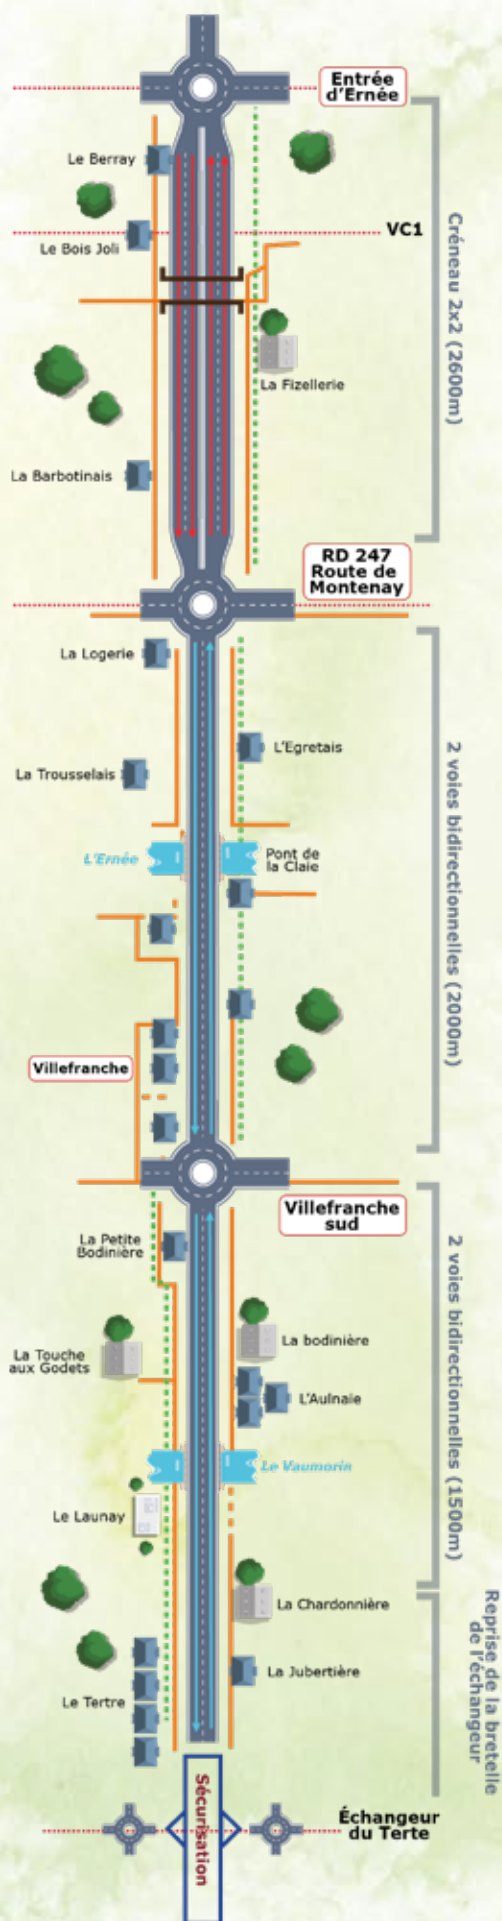 Entrée
d'Ernée
Le Berray
VC1
Le Bois Joli
Créneau 2x2 (2600m)
La Fizellerie
La Barbotinais
RD 247
Route de
Montenay
La Logerie
L'Egretais
La Trousselais
2 voies bidirectionnelles (2000m)
L'Ernée
Pont de
la Claie
Villefranche
Villefranche
sud
La Petite
Bodinière
2 voies bidirectionnelles (1500m)
La bodinière
La Touche
aux Godets
L'Aulnaie
Le Vaumorin
Le Launay
La Chardonnière
Reprise de la bretelle
de l'échangeur
La Jubertière
Le Tertre
Sécurisation
Échangeur
du Terte